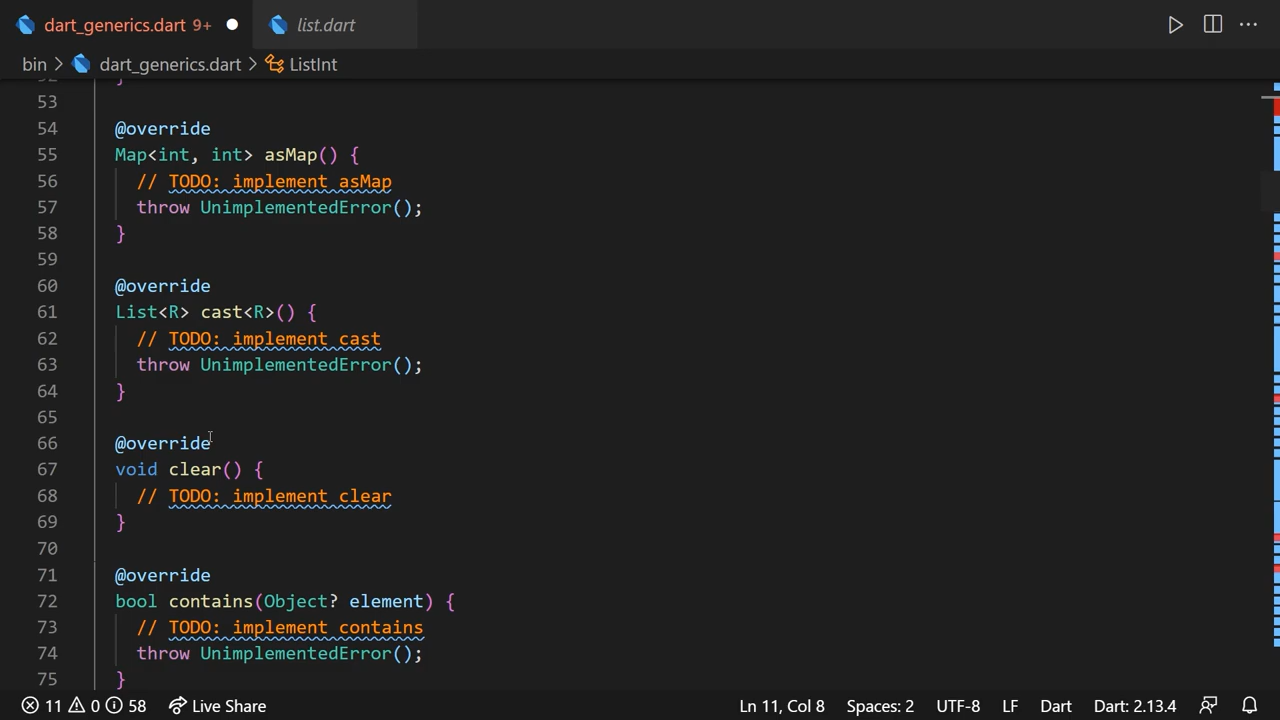 dart_generics.dart 9+ list.dart
bin > dart_generics.dart > ListInt
53
54 @override
55 Map<int, int> asMap() {
56 // TODO: implement asMap
57 throw UnimplementedError();
58 }
59
60 @override
61 List<R> cast<R>() {
62 // TODO: implement cast
63 throw UnimplementedError();
64 }
65
66 @override
67 void clear() {
68 // TODO: implement clear
69 }
70
71 @override
72 bool contains(Object? element) {
73 // TODO: implement contains
74 throw UnimplementedError();
75 }
11 0 58 Live Share Ln 11, Col 8 Spaces: 2 UTF-8 LF Dart Dart: 2.13.4